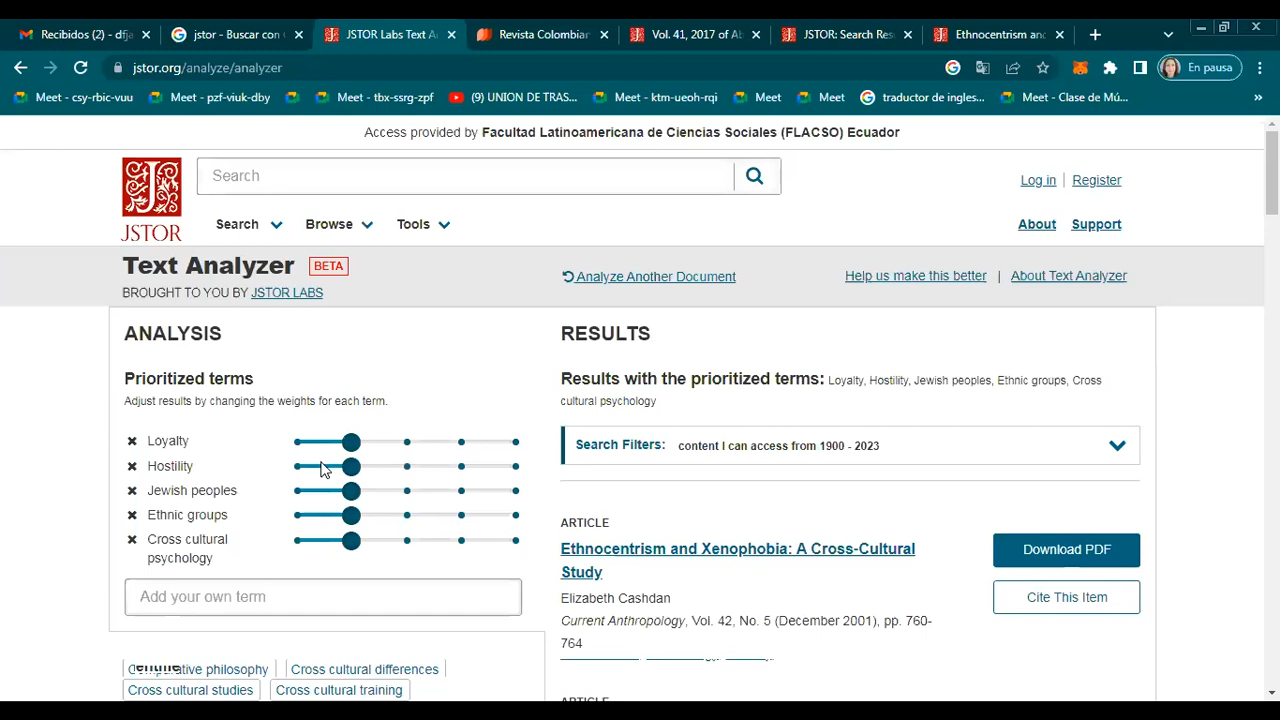 Recibidos (2) - dfja
jstor - Buscar con G
JSTOR Labs Text A
Revista Colombian
Vol. 41, 2017 of Ab
JSTOR: Search Res
Ethnocentrism and
jstor.org/analyze/analyzer
En pausa
Meet - csy-rbic-vuu
Meet - pzf-viuk-dby
Meet - tbx-ssrg-zpf
(9) UNION DE TRAS...
Meet - ktm-ueoh-rqi
Meet
Meet
traductor de ingles...
Meet - Clase de Mú...
Access provided by Facultad Latinoamericana de Ciencias Sociales (FLACSO) Ecuador
JSTOR
Search
Log in | Register
Search
Browse
Tools
About
Support
Text Analyzer BETA
BROUGHT TO YOU BY JSTOR LABS
Analyze Another Document
Help us make this better | About Text Analyzer
ANALYSIS
Prioritized terms
Adjust results by changing the weights for each term.
Loyalty
Hostility
Jewish peoples
Ethnic groups
Cross cultural
psychology
Add your own term
Comparative philosophy
Cross cultural differences
Cross cultural studies
Cross cultural training
RESULTS
Results with the prioritized terms: Loyalty, Hostility, Jewish peoples, Ethnic groups, Cross
cultural psychology
Search Filters: content I can access from 1900 - 2023
ARTICLE
Ethnocentrism and Xenophobia: A Cross-Cultural
Study
Elizabeth Cashdan
Current Anthropology, Vol. 42, No. 5 (December 2001), pp. 760-
764
Download PDF
Cite This Item
ARTICLE